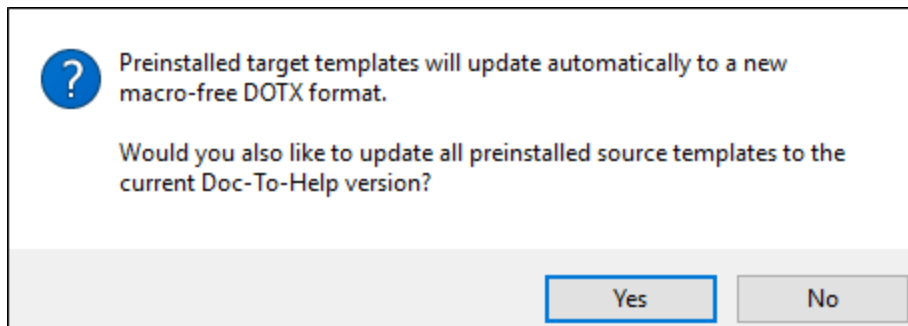 Preinstalled target templates will update automatically to a new
macro-free DOTX format.
Would you also like to update all preinstalled source templates to the
current Doc-To-Help version?
Yes
No